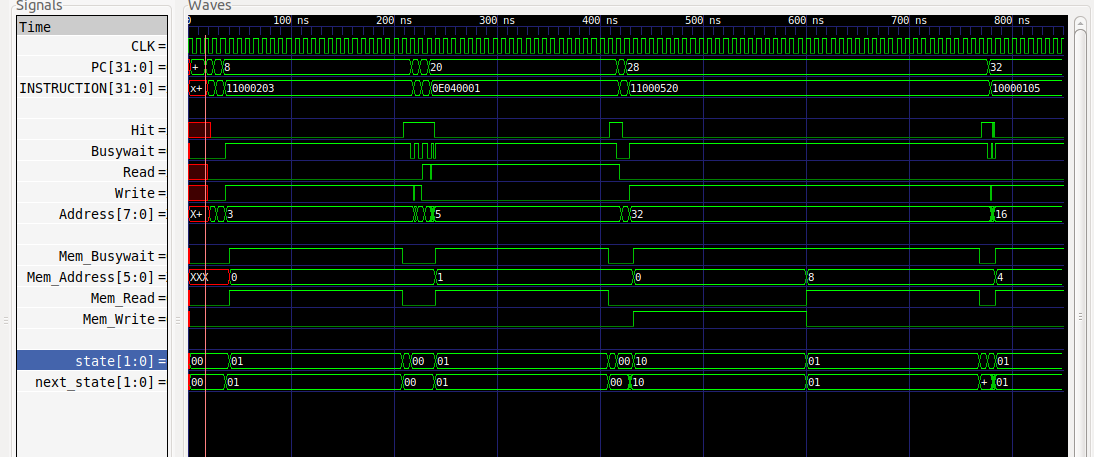 Signals
Waves
Time
100 ns 200 ns 300 ns 400 ns 500 ns 600 ns 700 ns 800 ns
CLK =
PC[31:0] = + 8 20 28 32
INSTRUCTION[31:0] = x+ 11000203 0E040001 11000520 10000105
Hit =
Busywait =
Read =
Write =
Address[7:0] = X+ 3 5 32 16
Mem_Busywait =
Mem_Address[5:0] = XXX 0 1 0 8 4
Mem_Read =
Mem_Write =
state[1:0] = 00 01 00 01 00 10 01 01
next_state[1:0] = 00 01 00 01 00 10 01 + 01